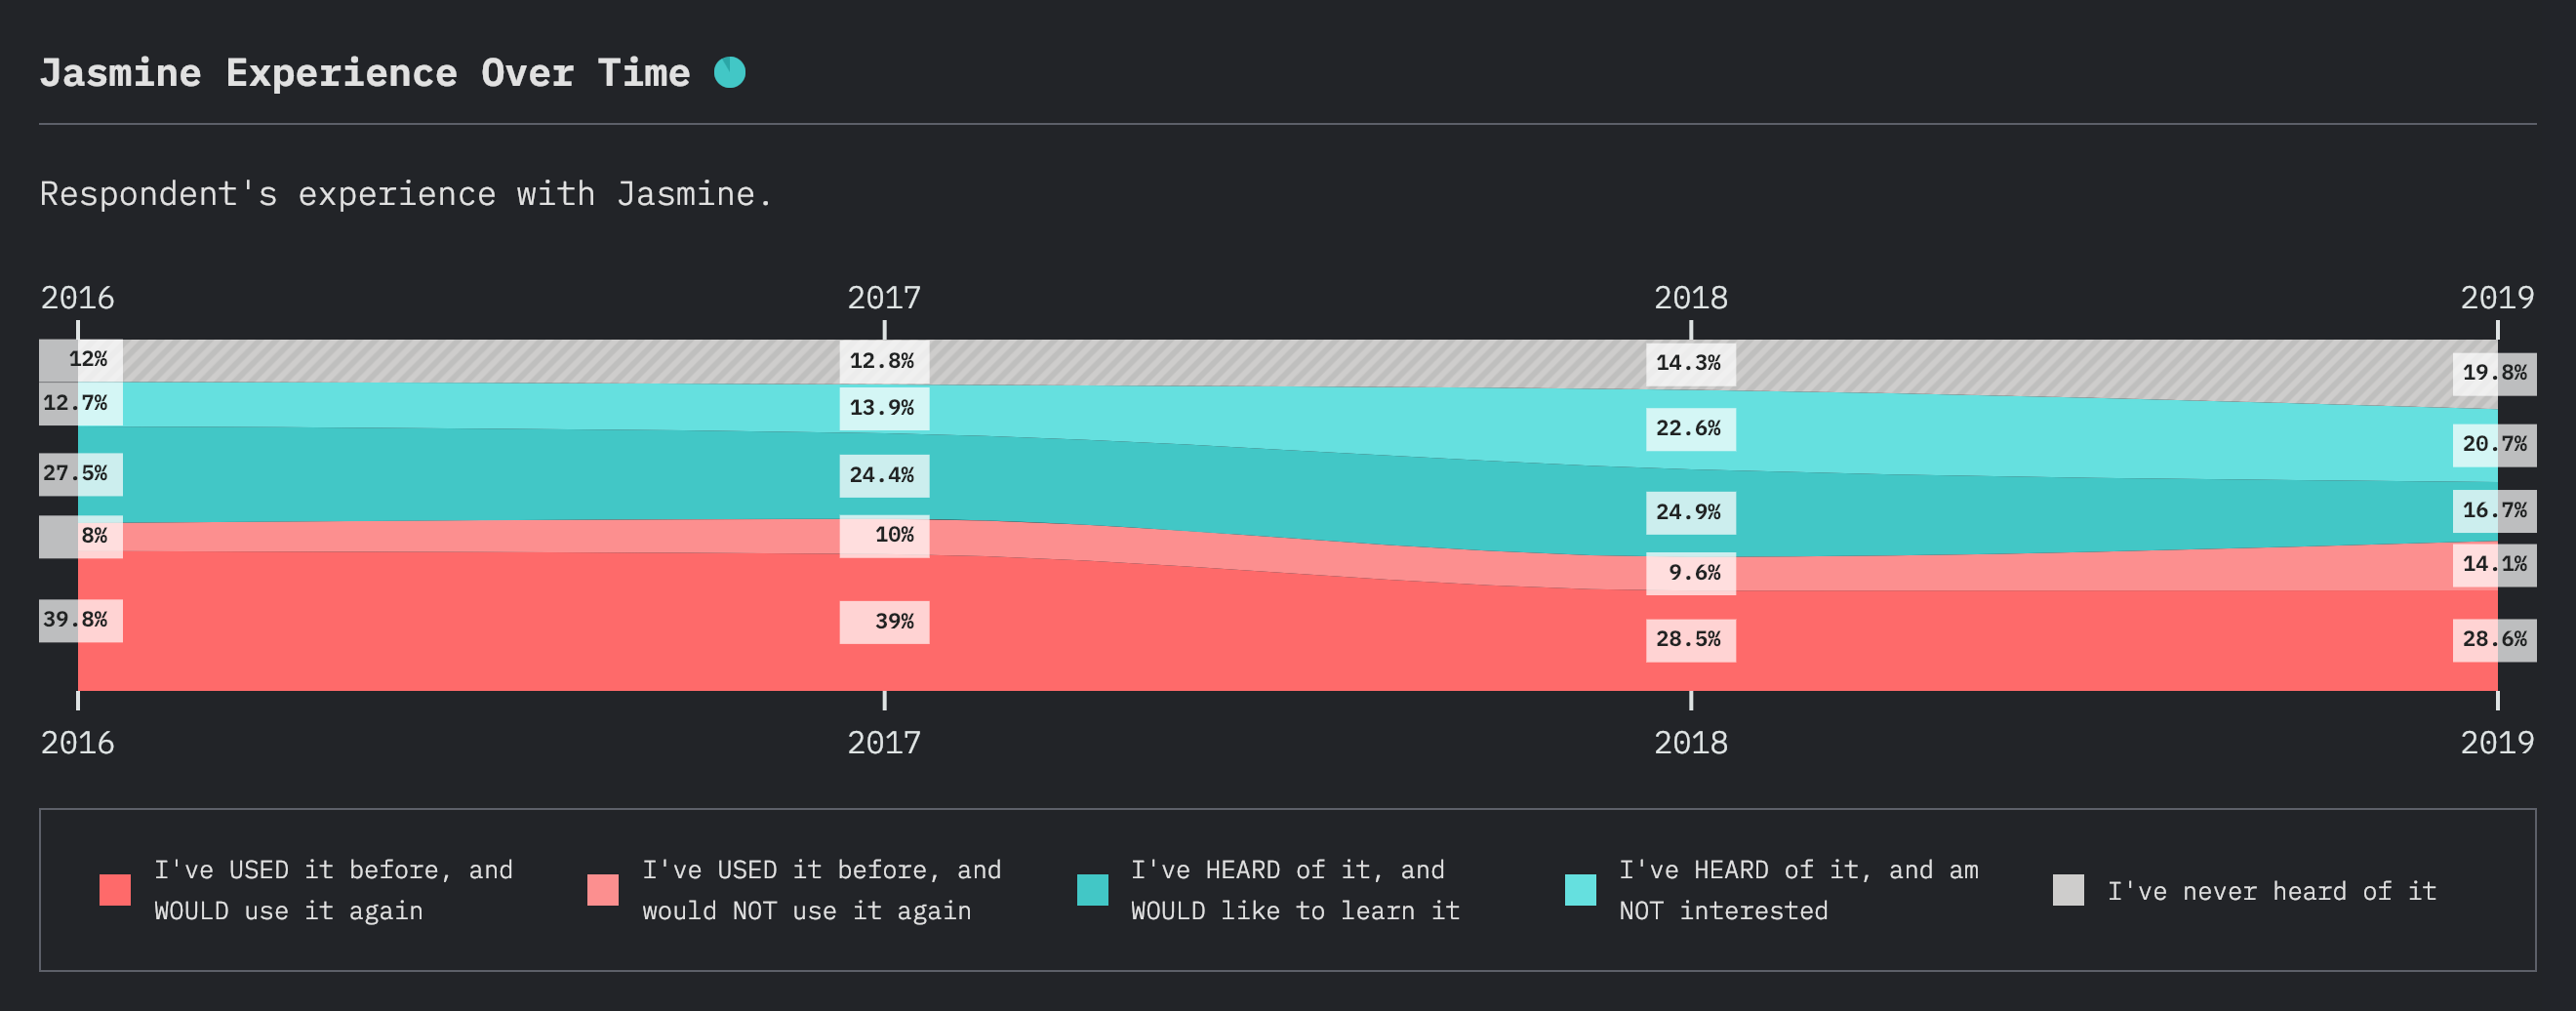 Jasmine Experience Over Time
Respondent's experience with Jasmine.
2016 2017 2018 2019
12% 12.8% 14.3% 19.8%
12.7% 13.9% 22.6% 20.7%
27.5% 24.4% 24.9% 16.7%
8% 10% 9.6% 14.1%
39.8% 39% 28.5% 28.6%
2016 2017 2018 2019
I've USED it before, and
WOULD use it again
I've USED it before, and
would NOT use it again
I've HEARD of it, and
WOULD like to learn it
I've HEARD of it, and am
NOT interested
I've never heard of it